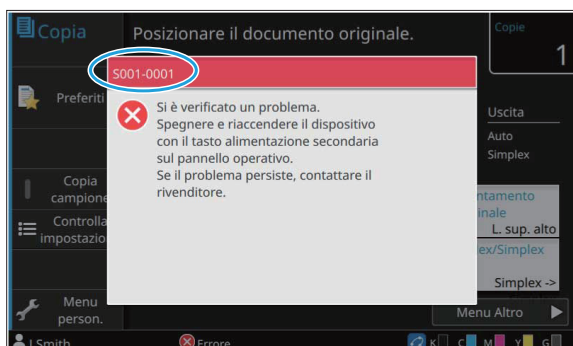 Copia
Posizionare il documento originale.
Copie
1
S001-0001
Preferiti
Si è verificato un problema.
Spegnere e riaccendere il dispositivo
con il tasto alimentazione secondaria
sul pannello operativo.
Se il problema persiste, contattare il
rivenditore.
Uscita
Auto
Simplex
Copia
campione
ntamento
inale
L. sup. alto
Controlla
impostazio
ex/Simplex
Simplex ->
Menu
person.
Menu Altro
J.Smith
Errore
K
C
M
Y
G